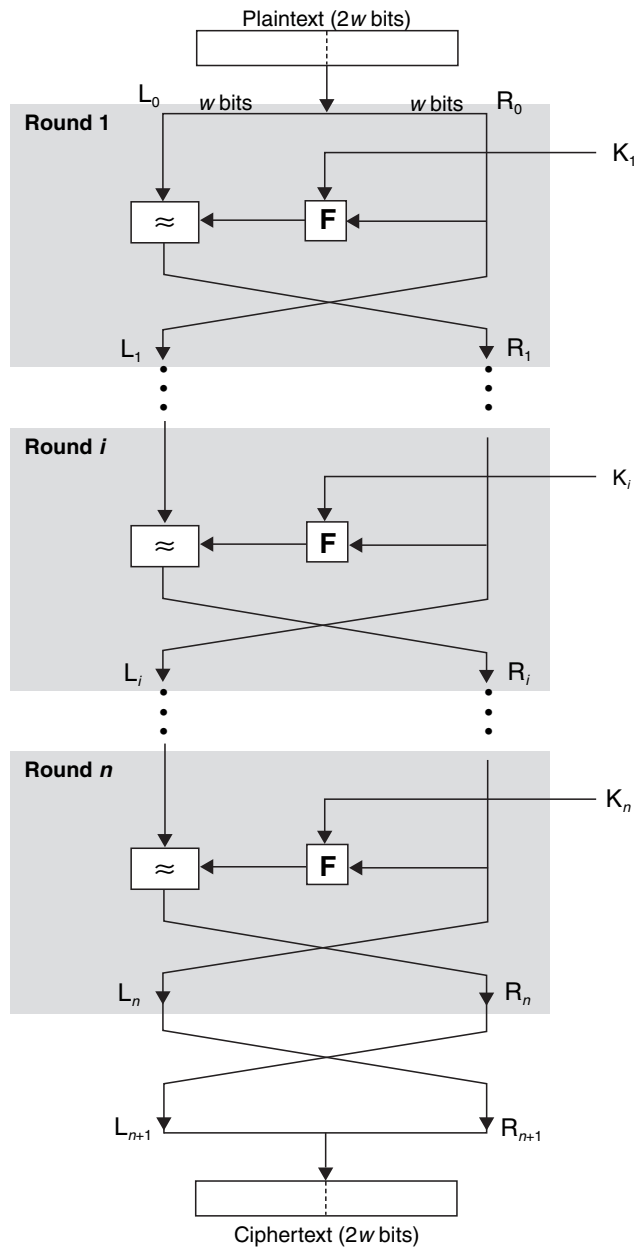 Plaintext (2w bits)
L0 w bits w bits R0
Round 1
K1
≈ F
L1 R1
Round i
Ki
≈ F
Li Ri
Round n
Kn
≈ F
Ln Rn
Ln+1 Rn+1
Ciphertext (2w bits)